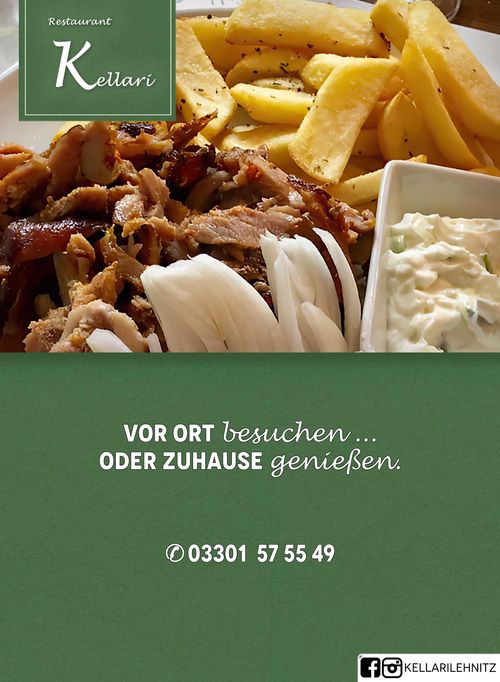 Restaurant
Kellari
VOR ORT besuchen ...
ODER ZUHAUSE genießen.
✆ 03301 57 55 49
KELLARILEHNITZ